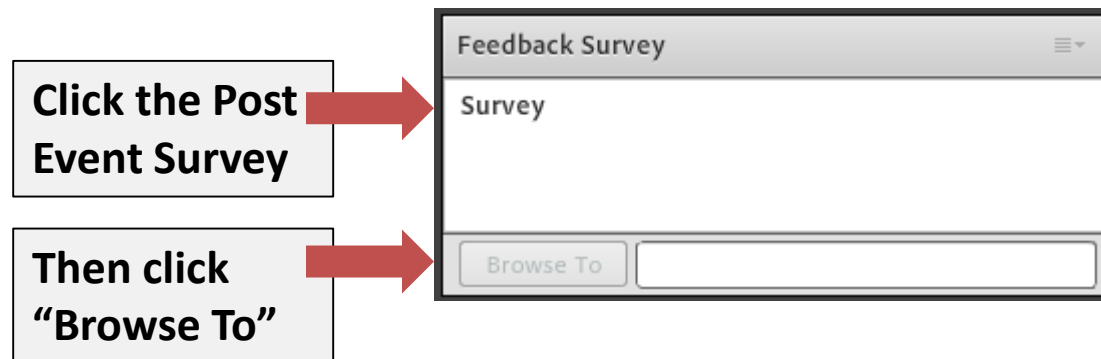 Click the Post
Event Survey
Then click
“Browse To”
Feedback Survey
Survey
Browse To